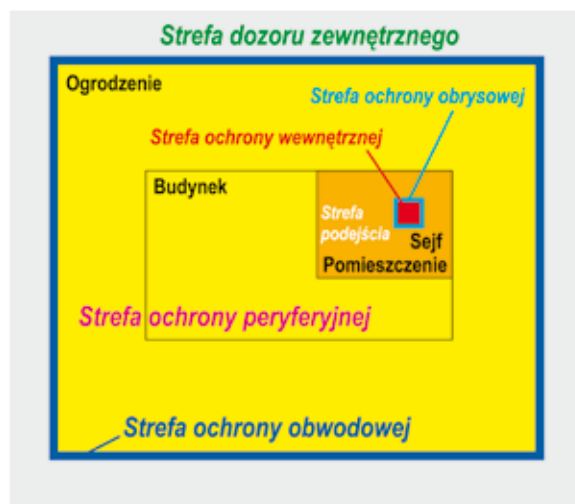 Strefa dozoru zewnętrznego
Ogrodzenie
Strefa ochrony obrysowej
Strefa ochrony wewnętrznej
Budynek
Strefa
podejścia
Sejf
Pomieszczenie
Strefa ochrony peryferyjnej
Strefa ochrony obwodowej